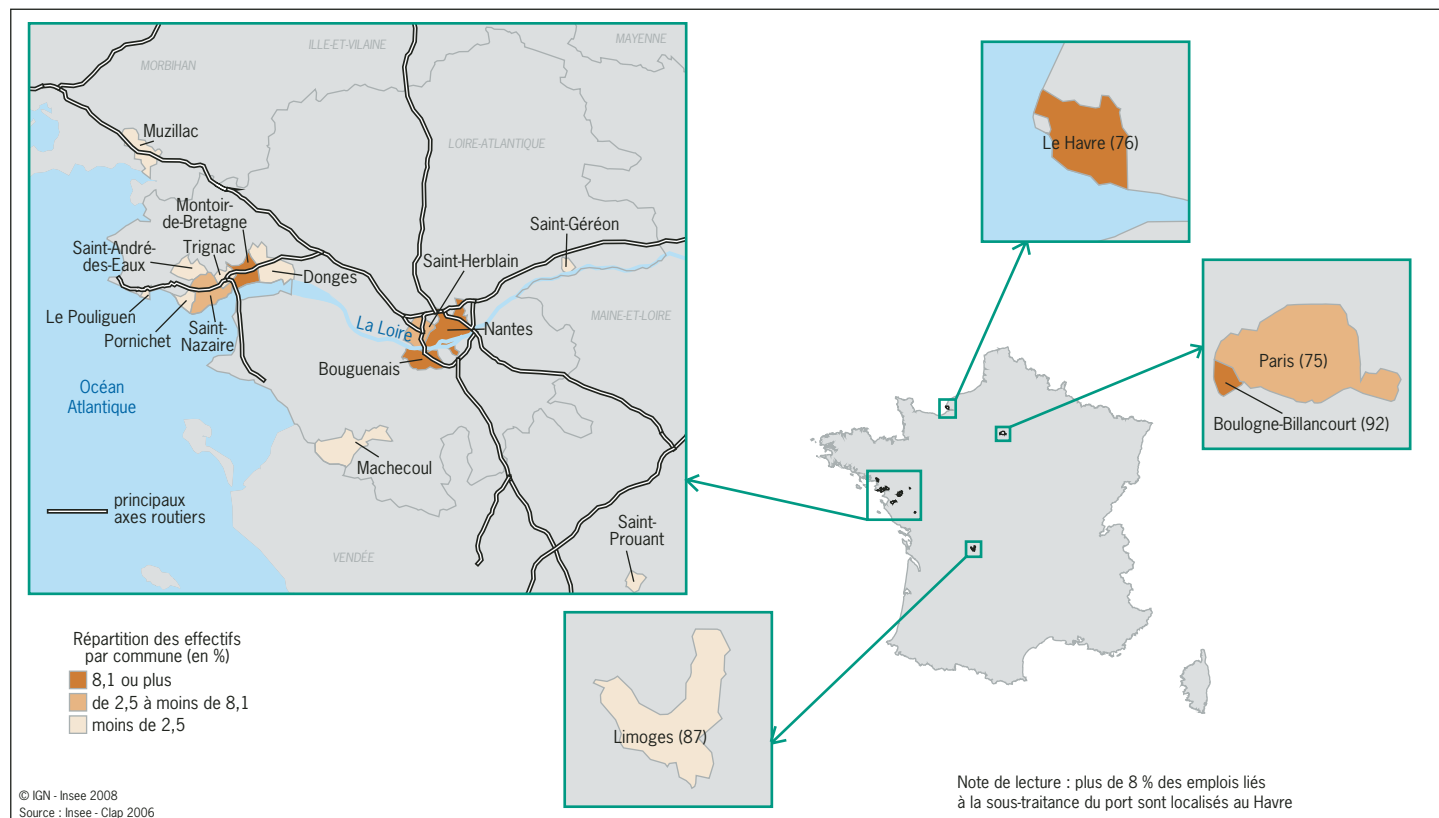 ILLE-ET-VILAINE
MAYENNE
MORBIHAN
Muzillac
LOIRE-ATLANTIQUE
Montoir-
de-Bretagne
Saint-Géréon
Saint-André-
des-Eaux
Trignac
Saint-Herblain
Donges
Le Pouliguen
Pornichet
Saint-
Nazaire
La Loire
Nantes
MAINE-ET-LOIRE
Bouguenais
Océan
Atlantique
Machecoul
principaux
axes routiers
Saint-
Prouant
VENDÉE
Le Havre (76)
Paris (75)
Boulogne-Billancourt (92)
Limoges (87)
Répartition des effectifs
par commune (en %)
8,1 ou plus
de 2,5 à moins de 8,1
moins de 2,5
Note de lecture : plus de 8 % des emplois liés
à la sous-traitance du port sont localisés au Havre
© IGN - Insee 2008
Source : Insee - Clap 2006